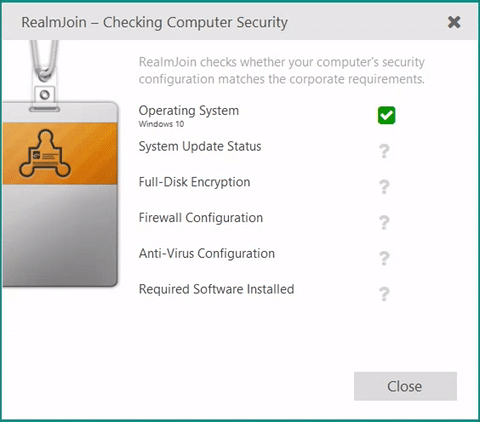 RealmJoin – Checking Computer Security
RealmJoin checks whether your computer's security
configuration matches the corporate requirements.
Operating System
Windows 10
System Update Status
?
Full-Disk Encryption
?
Firewall Configuration
?
Anti-Virus Configuration
?
Required Software Installed
?
Close